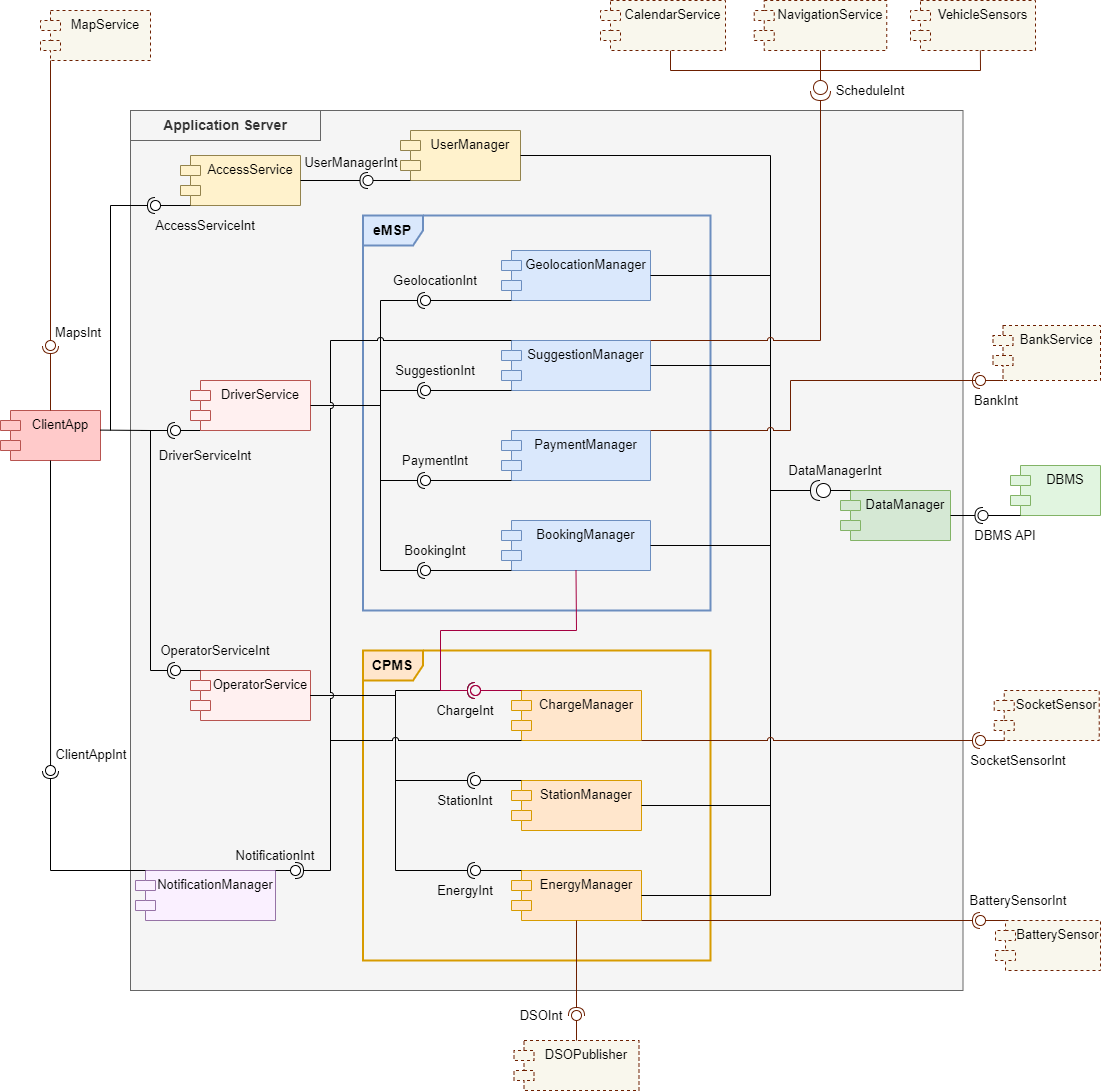 MapService
CalendarService
NavigationService
VehicleSensors
ScheduleInt
Application Server
UserManager
AccessService
UserManagerInt
AccessServiceInt
eMSP
GeolocationManager
GeolocationInt
MapsInt
SuggestionManager
SuggestionInt
BankService
BankInt
ClientApp
DriverService
DriverServiceInt
PaymentManager
PaymentInt
DataManagerInt
DBMS
DataManager
DBMS API
BookingManager
BookingInt
OperatorServiceInt
OperatorService
CPMS
ChargeManager
ChargeInt
SocketSensor
SocketSensorInt
ClientAppInt
StationManager
StationInt
NotificationInt
NotificationManager
EnergyManager
EnergyInt
BatterySensorInt
BatterySensor
DSOInt
DSOPublisher